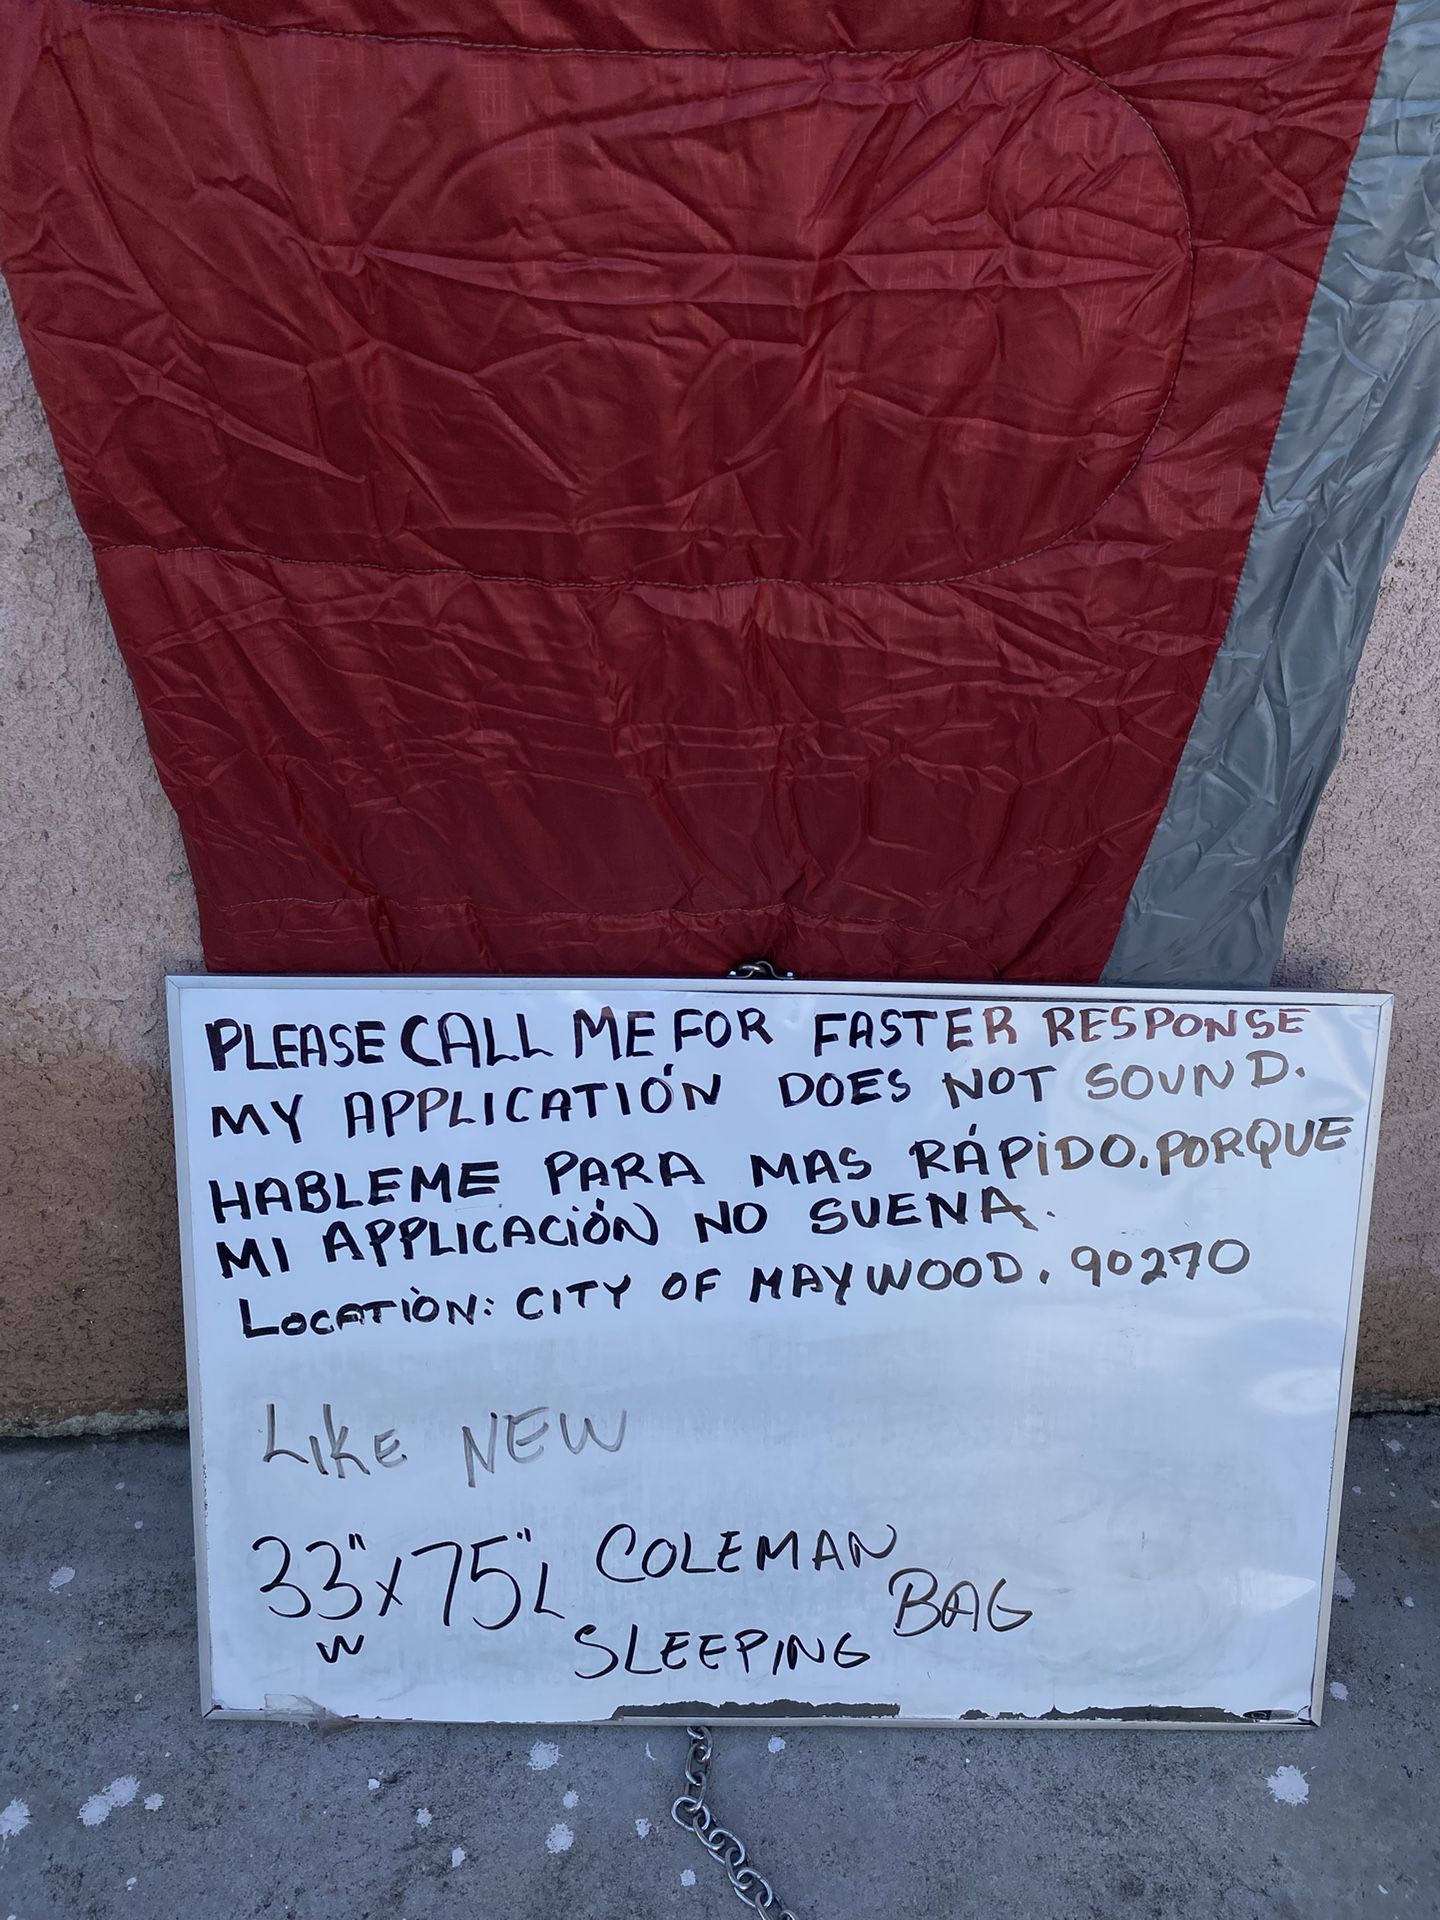 PLEASE CALL ME FOR FASTER RESPONSE
MY APPLICATIÓN DOES NOT SOUND.
HABLEME PARA MAS RÁPIDO. PORQUE
MI APPLICACIÓN NO SUENA.
LOCATIÒN: CITY OF MAYWOOD. 90270
LIKE NEW
33" X 75" L COLEMAN
W SLEEPING BAG